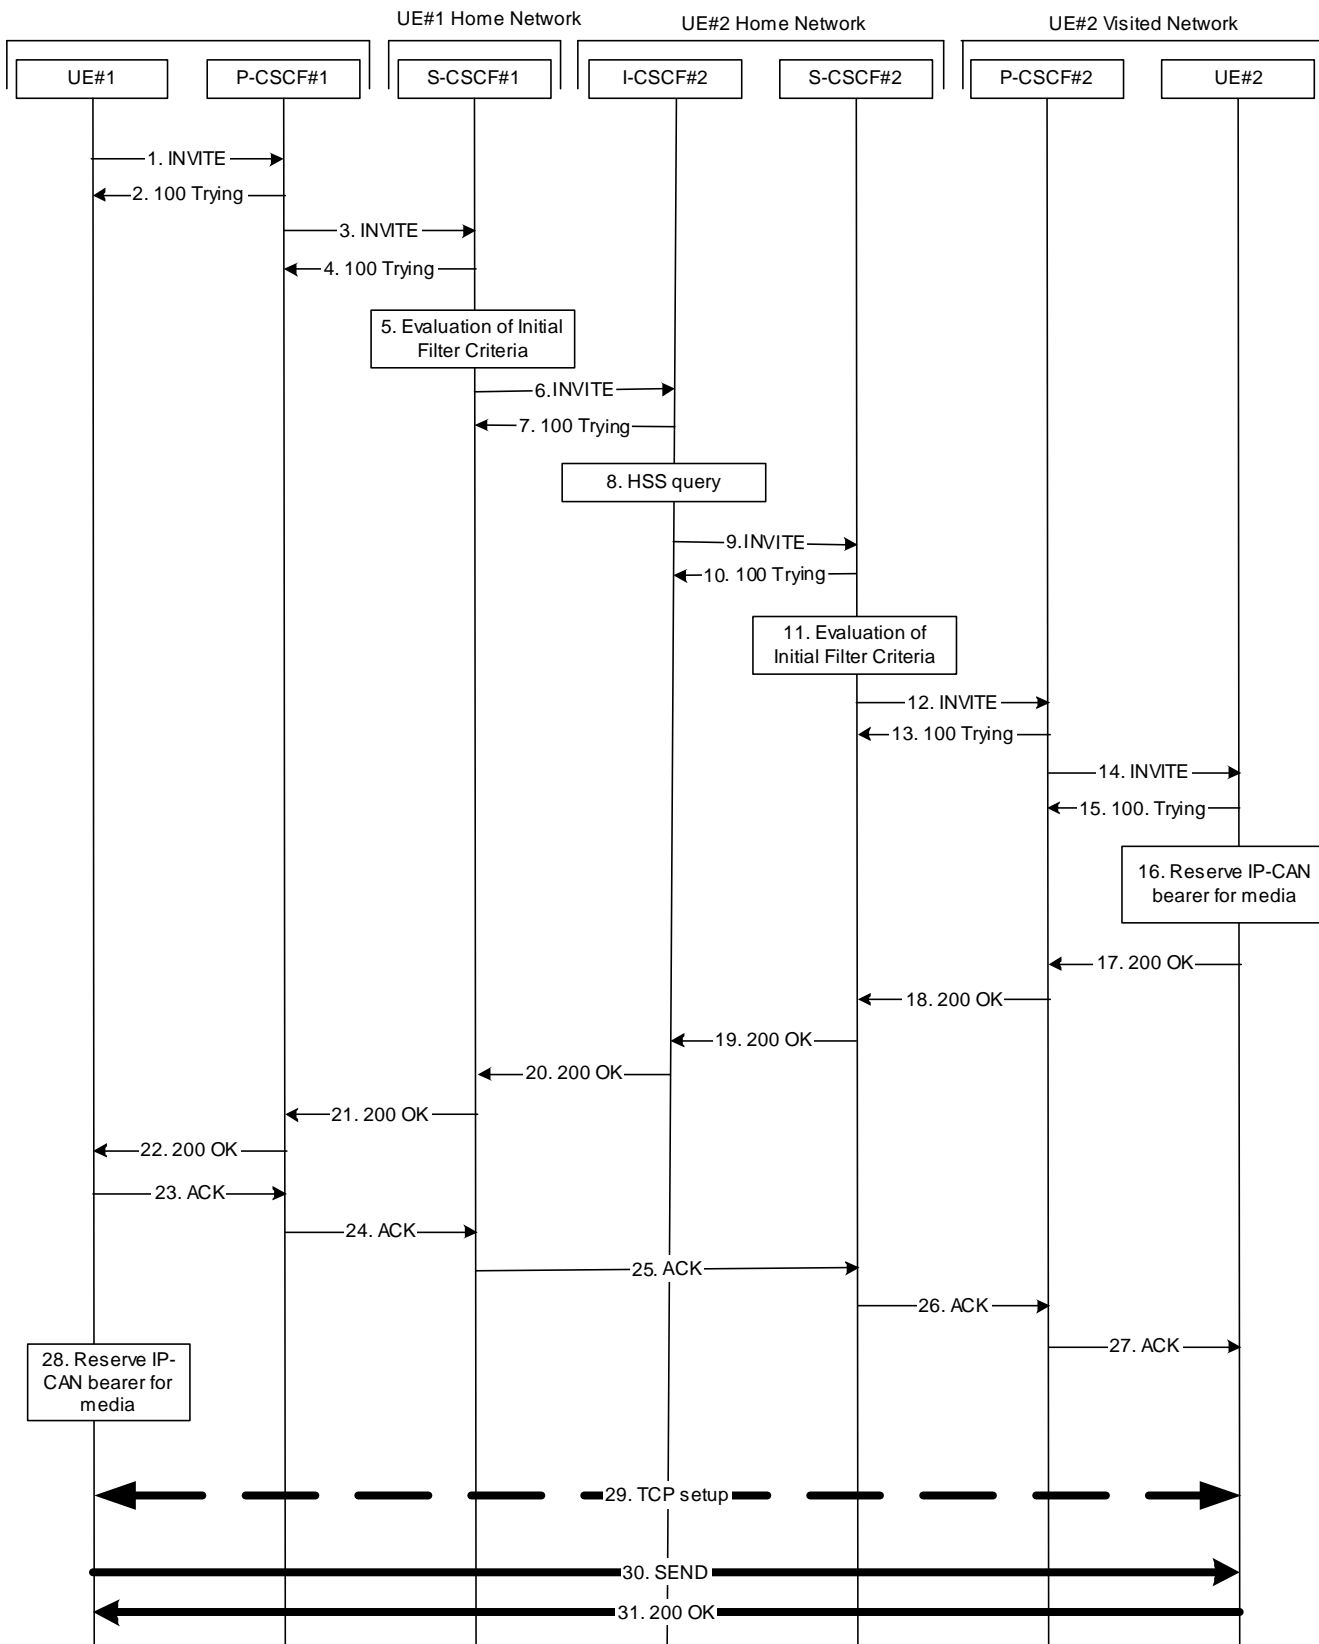 UE#1 Home Network
UE#2 Home Network
UE#2 Visited Network
UE#1
P-CSCF#1
S-CSCF#1
I-CSCF#2
S-CSCF#2
P-CSCF#2
UE#2
1. INVITE
2. 100 Trying
3. INVITE
4. 100 Trying
5. Evaluation of Initial
Filter Criteria
6.INVITE
7. 100 Trying
8. HSS query
9.INVITE
10. 100 Trying
11. Evaluation of
Initial Filter Criteria
12. INVITE
13. 100 Trying
14. INVITE
15. 100. Trying
16. Reserve IP-CAN
bearer for media
17. 200 OK
18. 200 OK
19. 200 OK
20. 200 OK
21. 200 OK
22. 200 OK
23. ACK
24. ACK
25. ACK
26. ACK
27. ACK
28. Reserve IP-
CAN bearer for
media
29. TCP setup
30. SEND
31. 200 OK